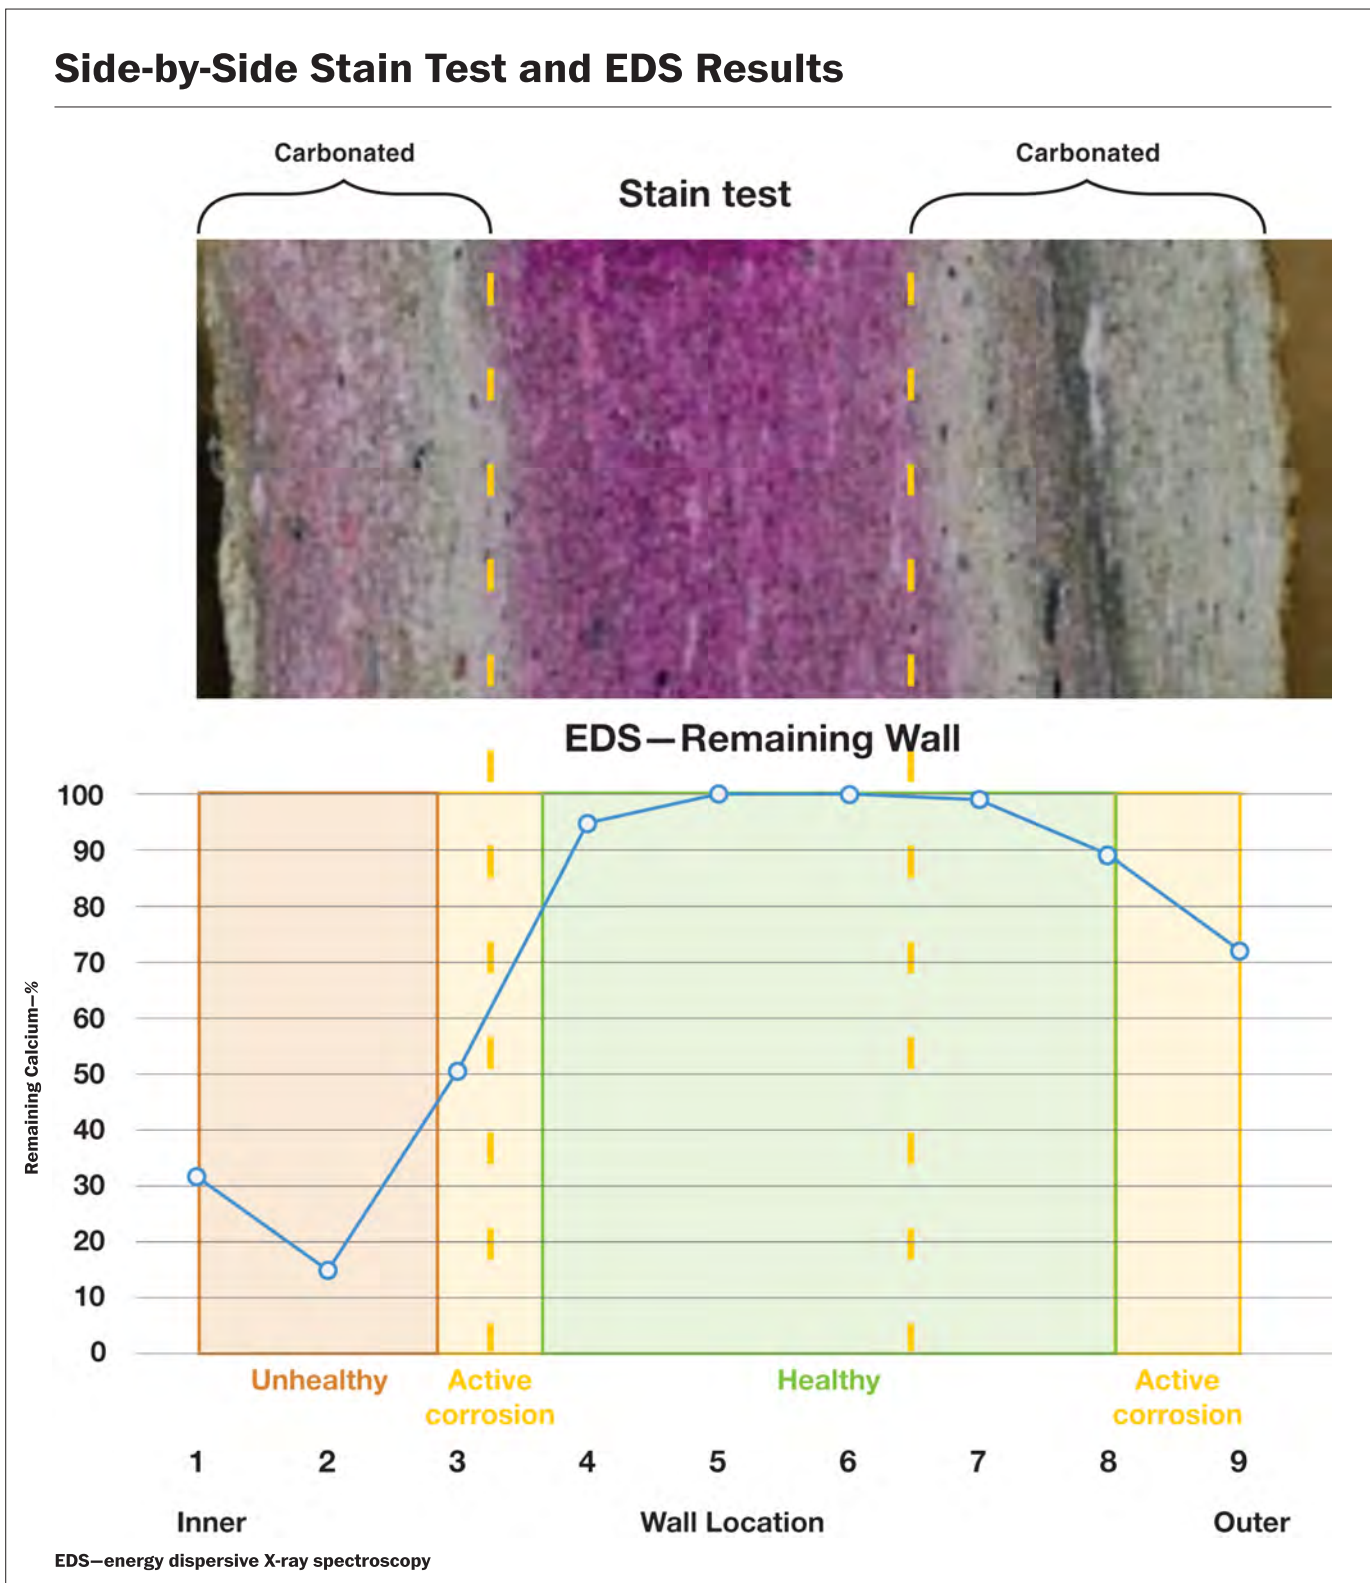 Side-by-Side Stain Test and EDS Results
Carbonated
Carbonated
Stain test
EDS—Remaining Wall
100
90
80
70
60
50
40
30
20
10
0
Remaining Calcium—%
Unhealthy
Active
corrosion
Healthy
Active
corrosion
1 2 3 4 5 6 7 8 9
Inner Wall Location Outer
EDS—energy dispersive X-ray spectroscopy